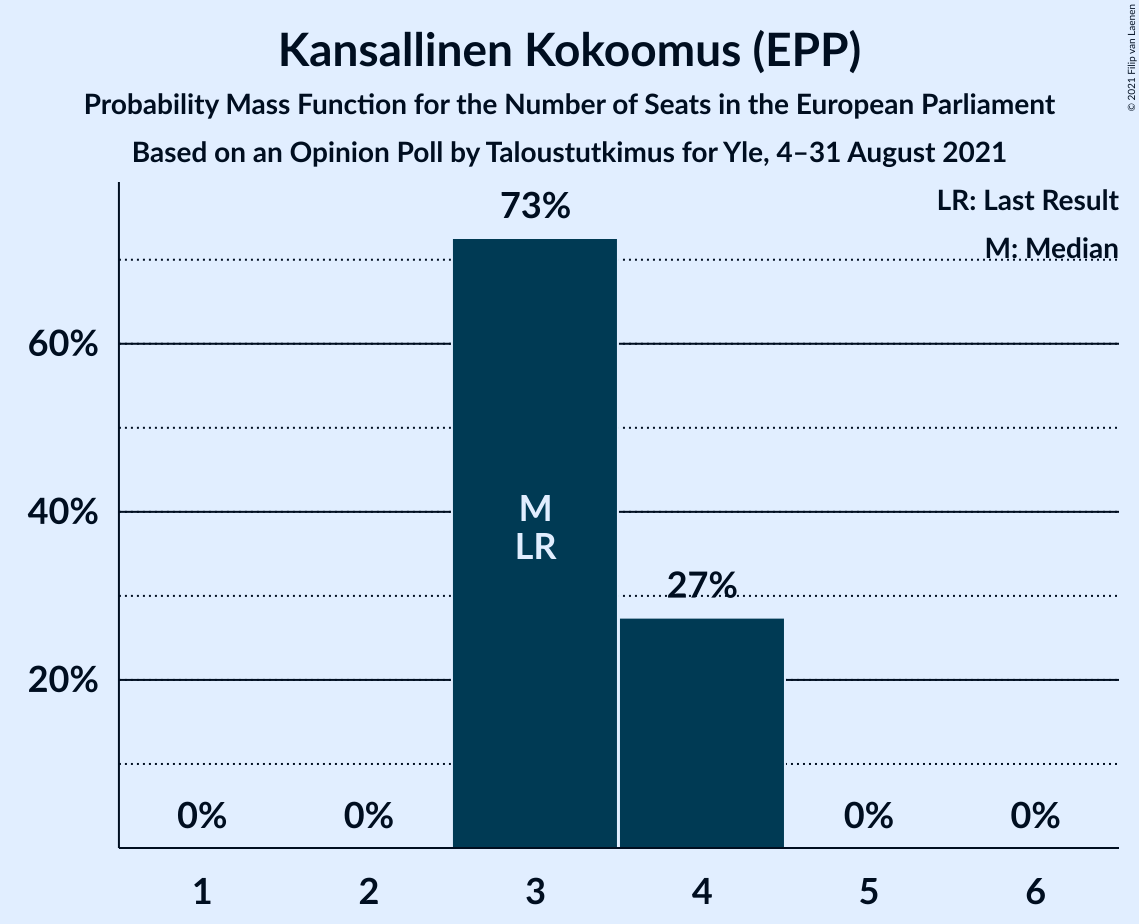 Kansallinen Kokoomus (EPP)
Probability Mass Function for the Number of Seats in the European Parliament
Based on an Opinion Poll by Taloustutkimus for Yle, 4–31 August 2021
© 2021 Filip van Laenen
LR: Last Result
M: Median
73%
60%
M
40%
LR
27%
20%
0% 0% 0% 0%
1 2 3 4 5 6